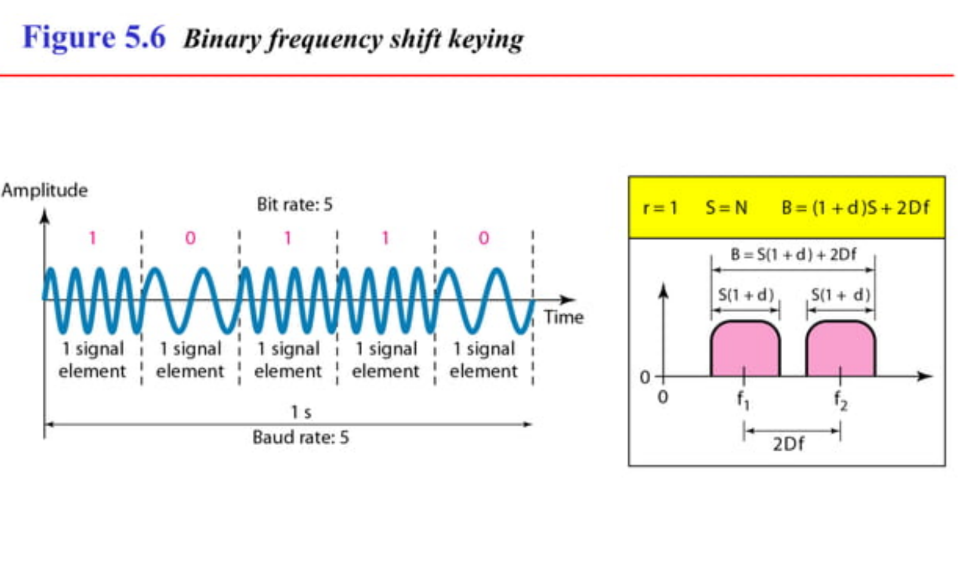 Figure 5.6 Binary frequency shift keying
Amplitude
Bit rate: 5
1 0 1 1 0
Time
1 signal element
1 signal element
1 signal element
1 signal element
1 signal element
1 s
Baud rate: 5
r = 1 S = N B = (1 + d)S + 2Df
B = S(1 + d) + 2Df
S(1 + d) S(1 + d)
0
0 f₁ f₂
2Df